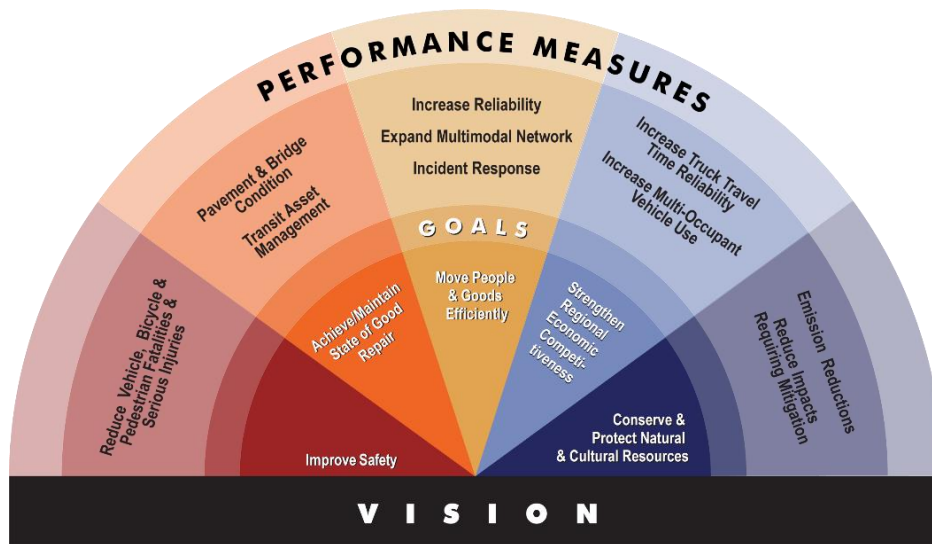 PERFORMANCE MEASURES
Reduce Vehicle, Bicycle &
Pedestrian Fatalities &
Serious Injuries
Pavement & Bridge
Condition
Transit Asset
Management
Increase Reliability
Expand Multimodal Network
Incident Response
Increase Truck Travel
Time Reliability
Increase Multi-Occupant
Vehicle Use
Emission Reductions
Reduce Impacts
Requiring Mitigation
GOALS
Improve Safety
Achieve/Maintain
State of Good
Repair
Move People
& Goods
Efficiently
Strengthen
Regional
Economic
Competi-
tiveness
Conserve &
Protect Natural
& Cultural Resources
VISION